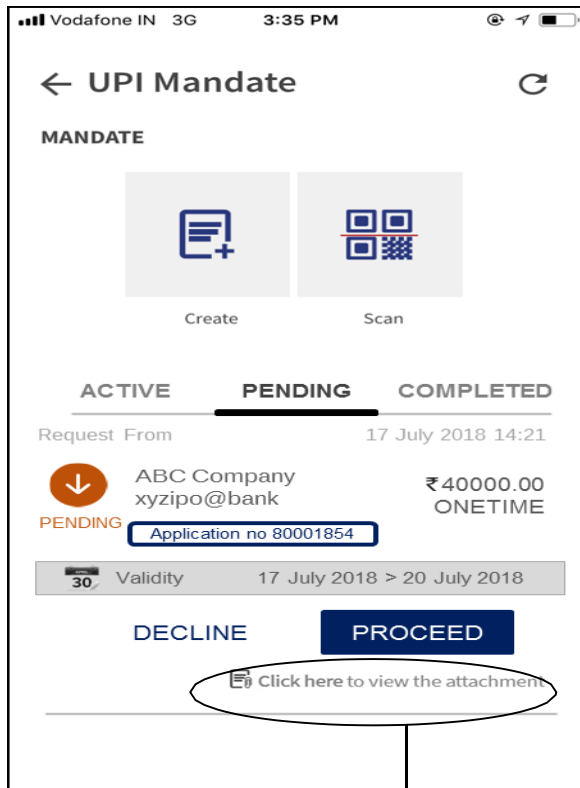 Vodafone IN 3G 3:35 PM
UPI Mandate
MANDATE
Create Scan
ACTIVE PENDING COMPLETED
Request From 17 July 2018 14:21
ABC Company ₹40000.00
xyzipo@bank ONETIME
PENDING
Application no 80001854
30 Validity 17 July 2018 > 20 July 2018
DECLINE PROCEED
Click here to view the attachment